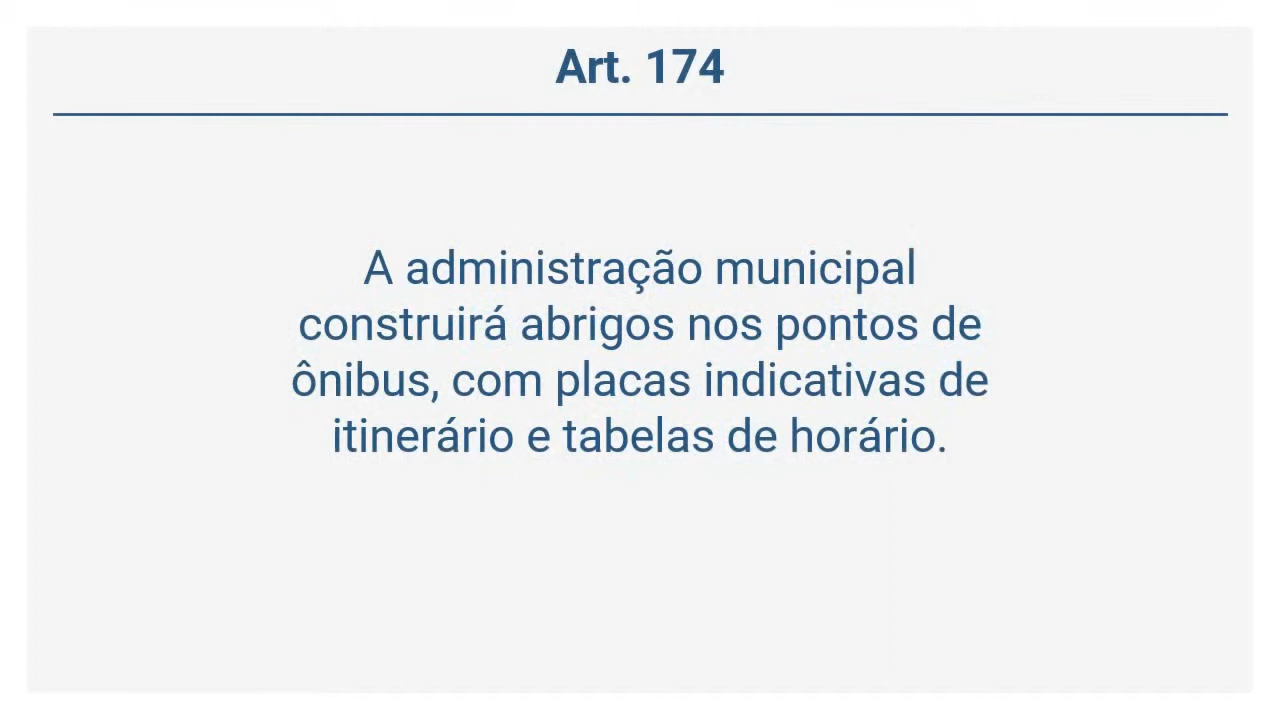 Art. 174
A administração municipal
construirá abrigos nos pontos de
ônibus, com placas indicativas de
itinerário e tabelas de horário.